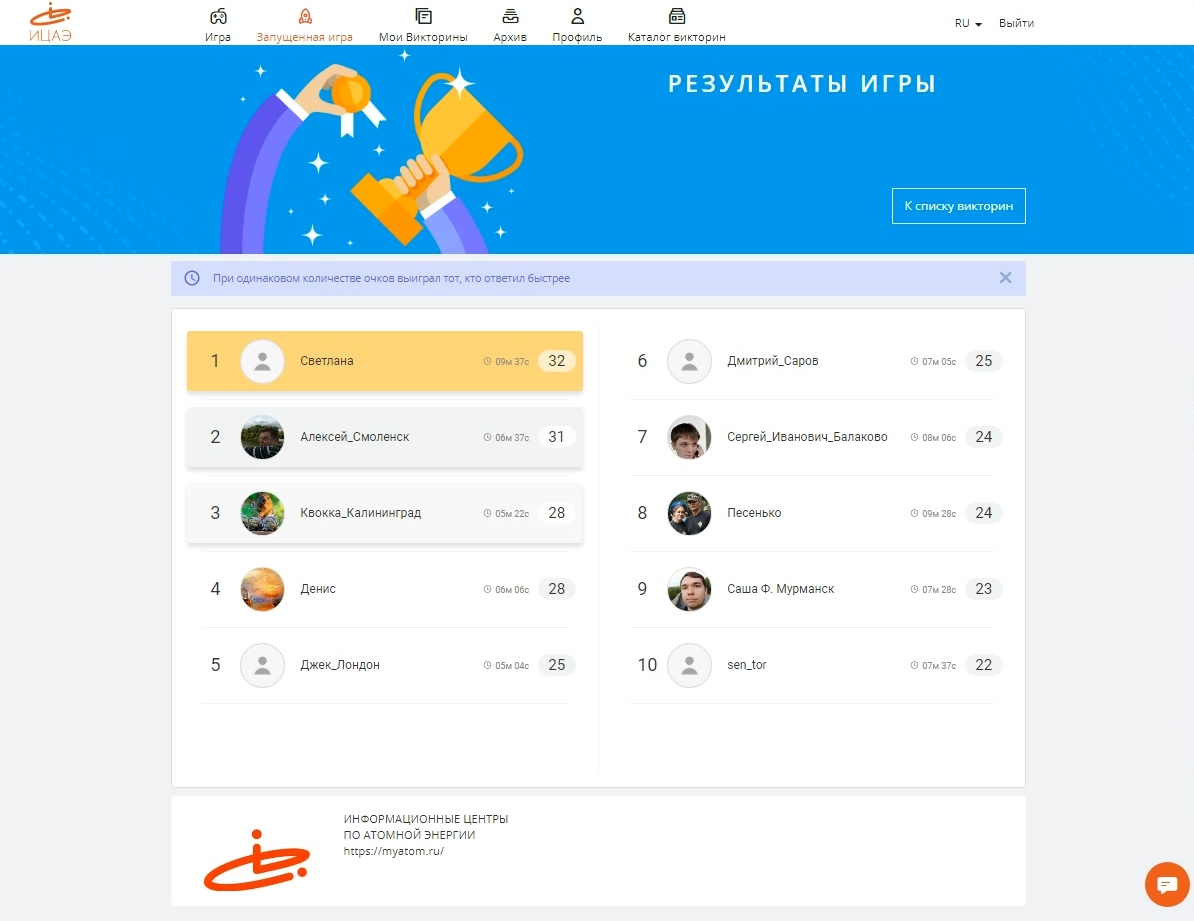 ИЦАЭ
Игра
Запущенная игра
Мои Викторины
Архив
Профиль
Каталог викторин
RU
Выйти
РЕЗУЛЬТАТЫ ИГРЫ
К списку викторин
При одинаковом количестве очков выиграл тот, кто ответил быстрее
1 Светлана 09м 37с 32
2 Алексей_Смоленск 06м 37с 31
3 Квокка_Калининград 05м 22с 28
4 Денис 06м 06с 28
5 Джек_Лондон 05м 04с 25
6 Дмитрий_Саров 07м 05с 25
7 Сергей_Иванович_Балаково 08м 06с 24
8 Песенько 09м 28с 24
9 Саша Ф. Мурманск 07м 28с 23
10 sen_tor 07м 37с 22
ИНФОРМАЦИОННЫЕ ЦЕНТРЫ
ПО АТОМНОЙ ЭНЕРГИИ
https://myatom.ru/